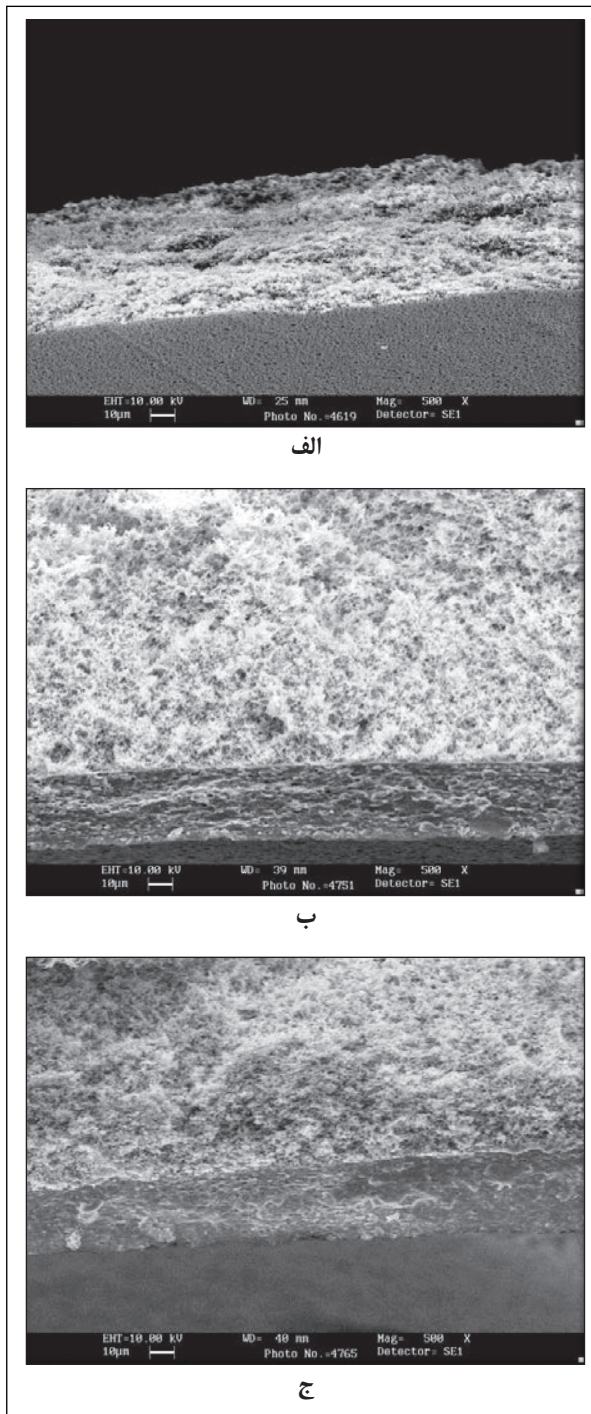 EHT=10.00 kV WD= 25 mm Mag= 500 X
10µm Photo No.=4619 Detector= SE1
الف
EHT=10.00 kV WD= 39 mm Mag= 500 X
10µm Photo No.=4751 Detector= SE1
ب
EHT=10.00 kV WD= 40 mm Mag= 500 X
10µm Photo No.=4765 Detector= SE1
ج